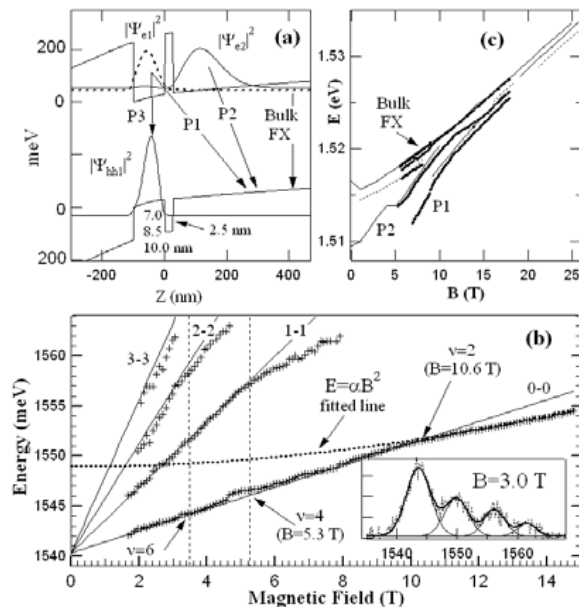 |Ψe1|² |Ψe2|² (a)
200
0
meV
P3 P1 P2 Bulk
FX
|Ψhh1|²
0
7.0
8.5
10.0 nm
2.5 nm
200
-200 0 200 400
Z (nm)
(c)
1.53
E (eV)
1.52
1.51
Bulk
FX
P1
P2
0 5 10 15 20 25
B (T)
(b)
1560
1555
1550
1545
1540
Energy (meV)
3-3 2-2 1-1
ν=2
(B=10.6 T)
0-0
E=αB²
fitted line
ν=4
(B=5.3 T)
ν=6
B=3.0 T
1540 1550 1560
0 2 4 6 8 10 12 14
Magnetic Field (T)